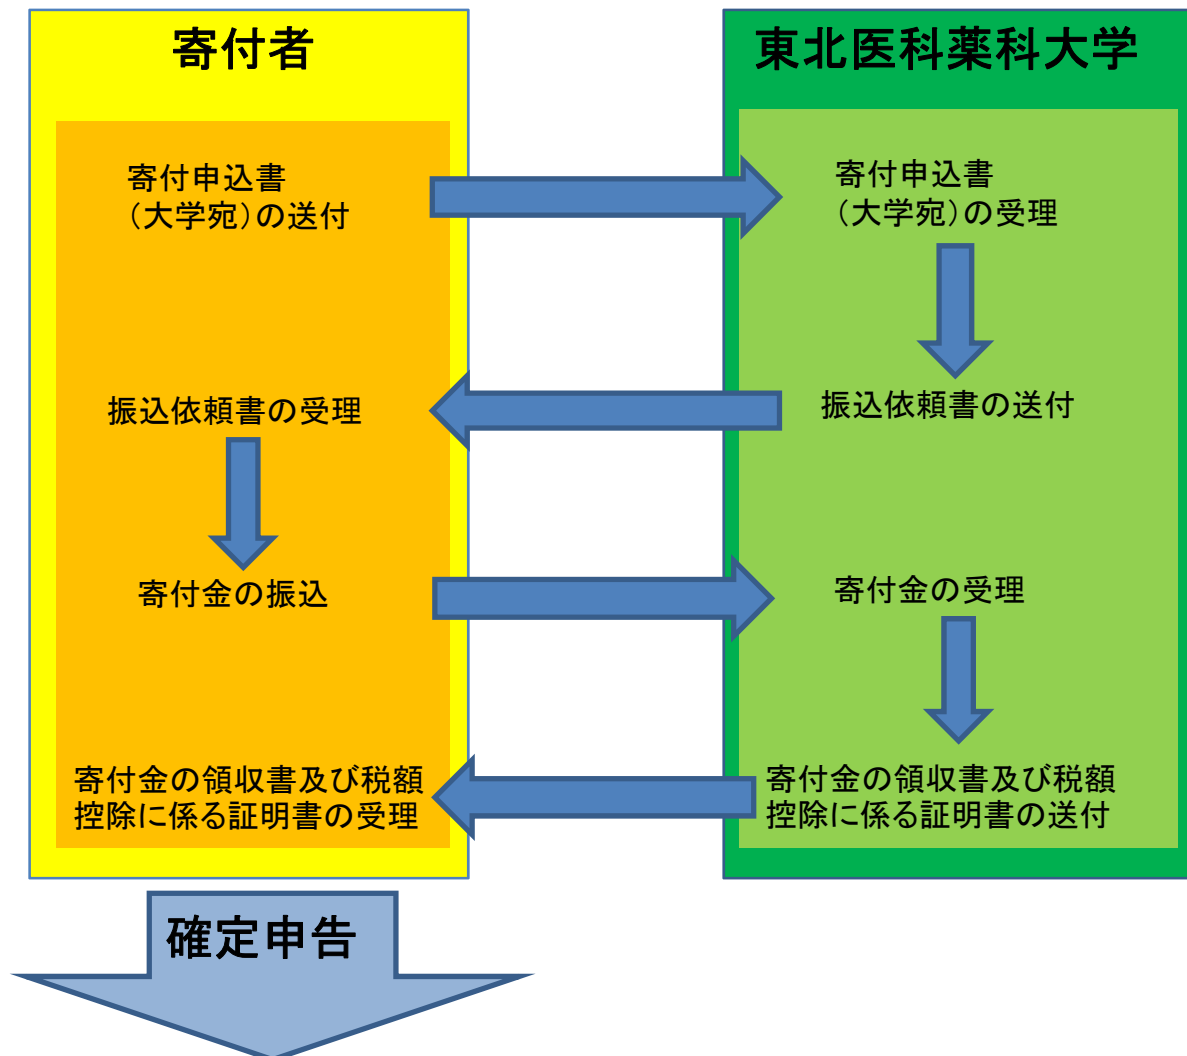 寄付者
寄付申込書
（大学宛）の送付
振込依頼書の受理
寄付金の振込
寄付金の領収書及び税額
控除に係る証明書の受理
確定申告
東北医科薬科大学
寄付申込書
（大学宛）の受理
振込依頼書の送付
寄付金の受理
寄付金の領収書及び税額
控除に係る証明書の送付